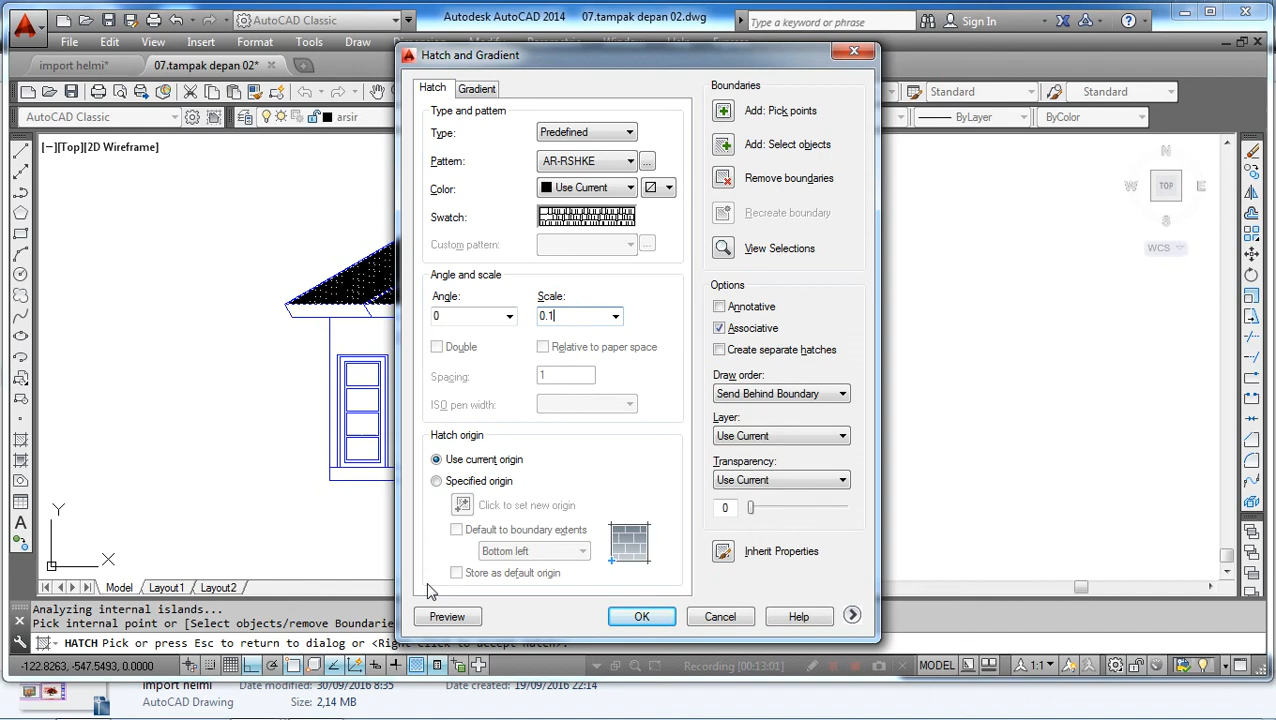 AutoCAD Classic
Autodesk AutoCAD 2014 07.tampak depan 02.dwg
Type a keyword or phrase
Sign In
File Edit View Insert Format Tools Draw
Express
import helmi* 07.tampak depan 02*
Standard Standard
AutoCAD Classic
arsir
ByLayer ByColor
[−][Top][2D Wireframe]
Hatch and Gradient
Hatch Gradient
Type and pattern
Type: Predefined
Pattern: AR-RSHKE ...
Color: Use Current
Swatch:
Custom pattern: ...
Angle and scale
Angle: Scale:
0 0.1
Double Relative to paper space
Spacing: 1
ISO pen width:
Hatch origin
Use current origin
Specified origin
Click to set new origin
Default to boundary extents
Bottom left
Store as default origin
Boundaries
Add: Pick points
Add: Select objects
Remove boundaries
Recreate boundary
View Selections
Options
Annotative
Associative
Create separate hatches
Draw order:
Send Behind Boundary
Layer:
Use Current
Transparency:
Use Current
0
Inherit Properties
Preview OK Cancel Help
N
W TOP E
S
WCS
Y
X
Model Layout1 Layout2
Analyzing internal islands...
Pick internal point or [Select objects/remove Boundaries
HATCH Pick or press Esc to return to dialog or <Right click to accept hatch>:
-122.8263, -547.5493, 0.0000
Recording [00:13:01]
MODEL
1:1
import helmi Date modified: 30/09/2016 8:35 Date created: 19/09/2016 22:14
AutoCAD Drawing Size: 2,14 MB